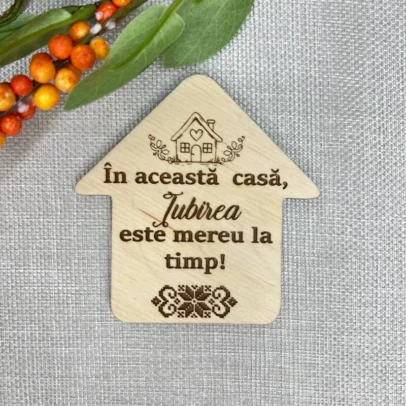 În această casă,
Iubirea
este mereu la
timp!